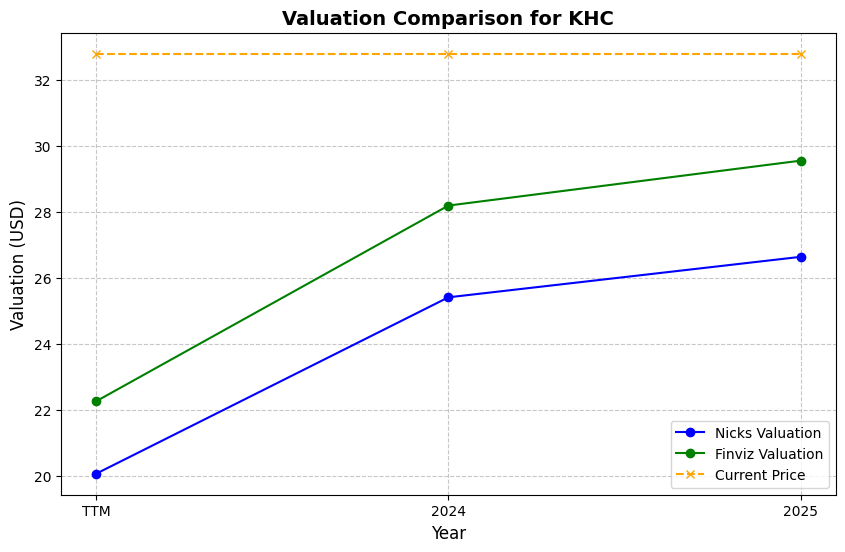 Valuation Comparison for KHC
Valuation (USD)
32
30
28
26
24
22
20
TTM
2024
2025
Year
Nicks Valuation
Finviz Valuation
Current Price